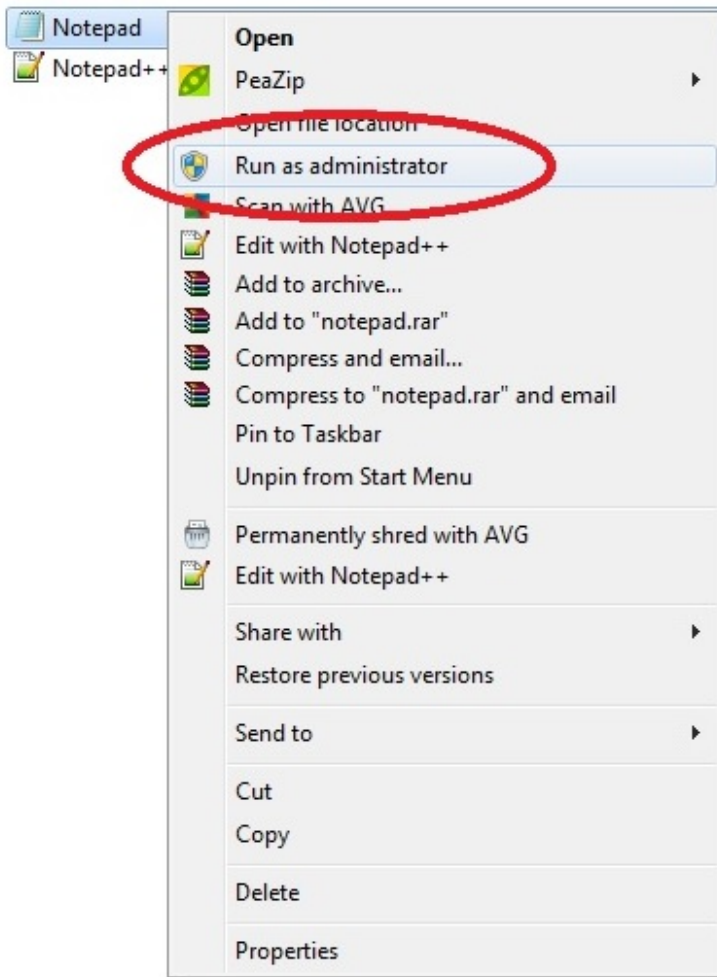 Notepad
Notepad++
Open
PeaZip
Open file location
Run as administrator
Scan with AVG
Edit with Notepad++
Add to archive...
Add to "notepad.rar"
Compress and email...
Compress to "notepad.rar" and email
Pin to Taskbar
Unpin from Start Menu
Permanently shred with AVG
Edit with Notepad++
Share with
Restore previous versions
Send to
Cut
Copy
Delete
Properties